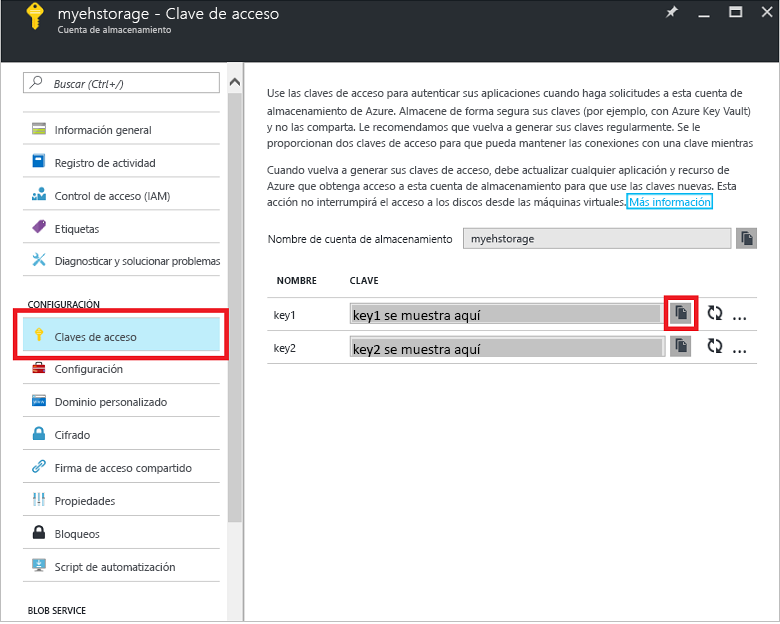 myehstorage - Clave de acceso
Cuenta de almacenamiento
Buscar (Ctrl+/)
Información general
Registro de actividad
Control de acceso (IAM)
Etiquetas
Diagnosticar y solucionar problemas
CONFIGURACIÓN
Claves de acceso
Configuración
Dominio personalizado
Cifrado
Firma de acceso compartido
Propiedades
Bloqueos
Script de automatización
BLOB SERVICE
Use las claves de acceso para autenticar sus aplicaciones cuando haga solicitudes a esta cuenta de
almacenamiento de Azure. Almacene de forma segura sus claves (por ejemplo, con Azure Key Vault)
y no las comparta. Le recomendamos que vuelva a generar sus claves regularmente. Se le
proporcionan dos claves de acceso para que pueda mantener las conexiones con una clave mientras
Cuando vuelva a generar sus claves de acceso, debe actualizar cualquier aplicación y recurso de
Azure que obtenga acceso a esta cuenta de almacenamiento para que use las claves nuevas. Esta
acción no interrumpirá el acceso a los discos desde las máquinas virtuales. Más información
Nombre de cuenta de almacenamiento myehstorage
NOMBRE CLAVE
key1 key1 se muestra aquí ...
key2 key2 se muestra aquí ...